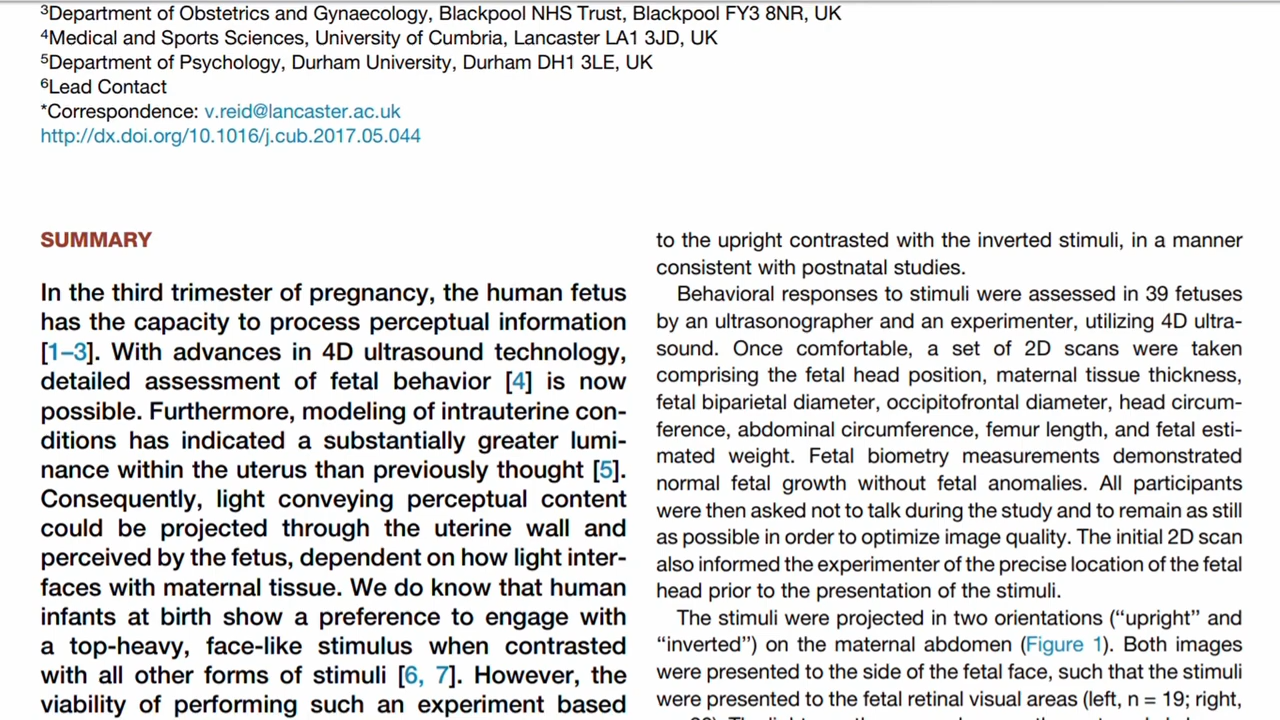 ³Department of Obstetrics and Gynaecology, Blackpool NHS Trust, Blackpool FY3 8NR, UK
⁴Medical and Sports Sciences, University of Cumbria, Lancaster LA1 3JD, UK
⁵Department of Psychology, Durham University, Durham DH1 3LE, UK
⁶Lead Contact
*Correspondence: v.reid@lancaster.ac.uk
http://dx.doi.org/10.1016/j.cub.2017.05.044
SUMMARY
In the third trimester of pregnancy, the human fetus
has the capacity to process perceptual information
[1–3]. With advances in 4D ultrasound technology,
detailed assessment of fetal behavior [4] is now
possible. Furthermore, modeling of intrauterine con-
ditions has indicated a substantially greater lumi-
nance within the uterus than previously thought [5].
Consequently, light conveying perceptual content
could be projected through the uterine wall and
perceived by the fetus, dependent on how light inter-
faces with maternal tissue. We do know that human
infants at birth show a preference to engage with
a top-heavy, face-like stimulus when contrasted
with all other forms of stimuli [6, 7]. However, the
viability of performing such an experiment based
to the upright contrasted with the inverted stimuli, in a manner
consistent with postnatal studies.
Behavioral responses to stimuli were assessed in 39 fetuses
by an ultrasonographer and an experimenter, utilizing 4D ultra-
sound. Once comfortable, a set of 2D scans were taken
comprising the fetal head position, maternal tissue thickness,
fetal biparietal diameter, occipitofrontal diameter, head circum-
ference, abdominal circumference, femur length, and fetal esti-
mated weight. Fetal biometry measurements demonstrated
normal fetal growth without fetal anomalies. All participants
were then asked not to talk during the study and to remain as still
as possible in order to optimize image quality. The initial 2D scan
also informed the experimenter of the precise location of the fetal
head prior to the presentation of the stimuli.
The stimuli were projected in two orientations (“upright” and
“inverted”) on the maternal abdomen (Figure 1). Both images
were presented to the side of the fetal face, such that the stimuli
were presented to the fetal retinal visual areas (left, n = 19; right,